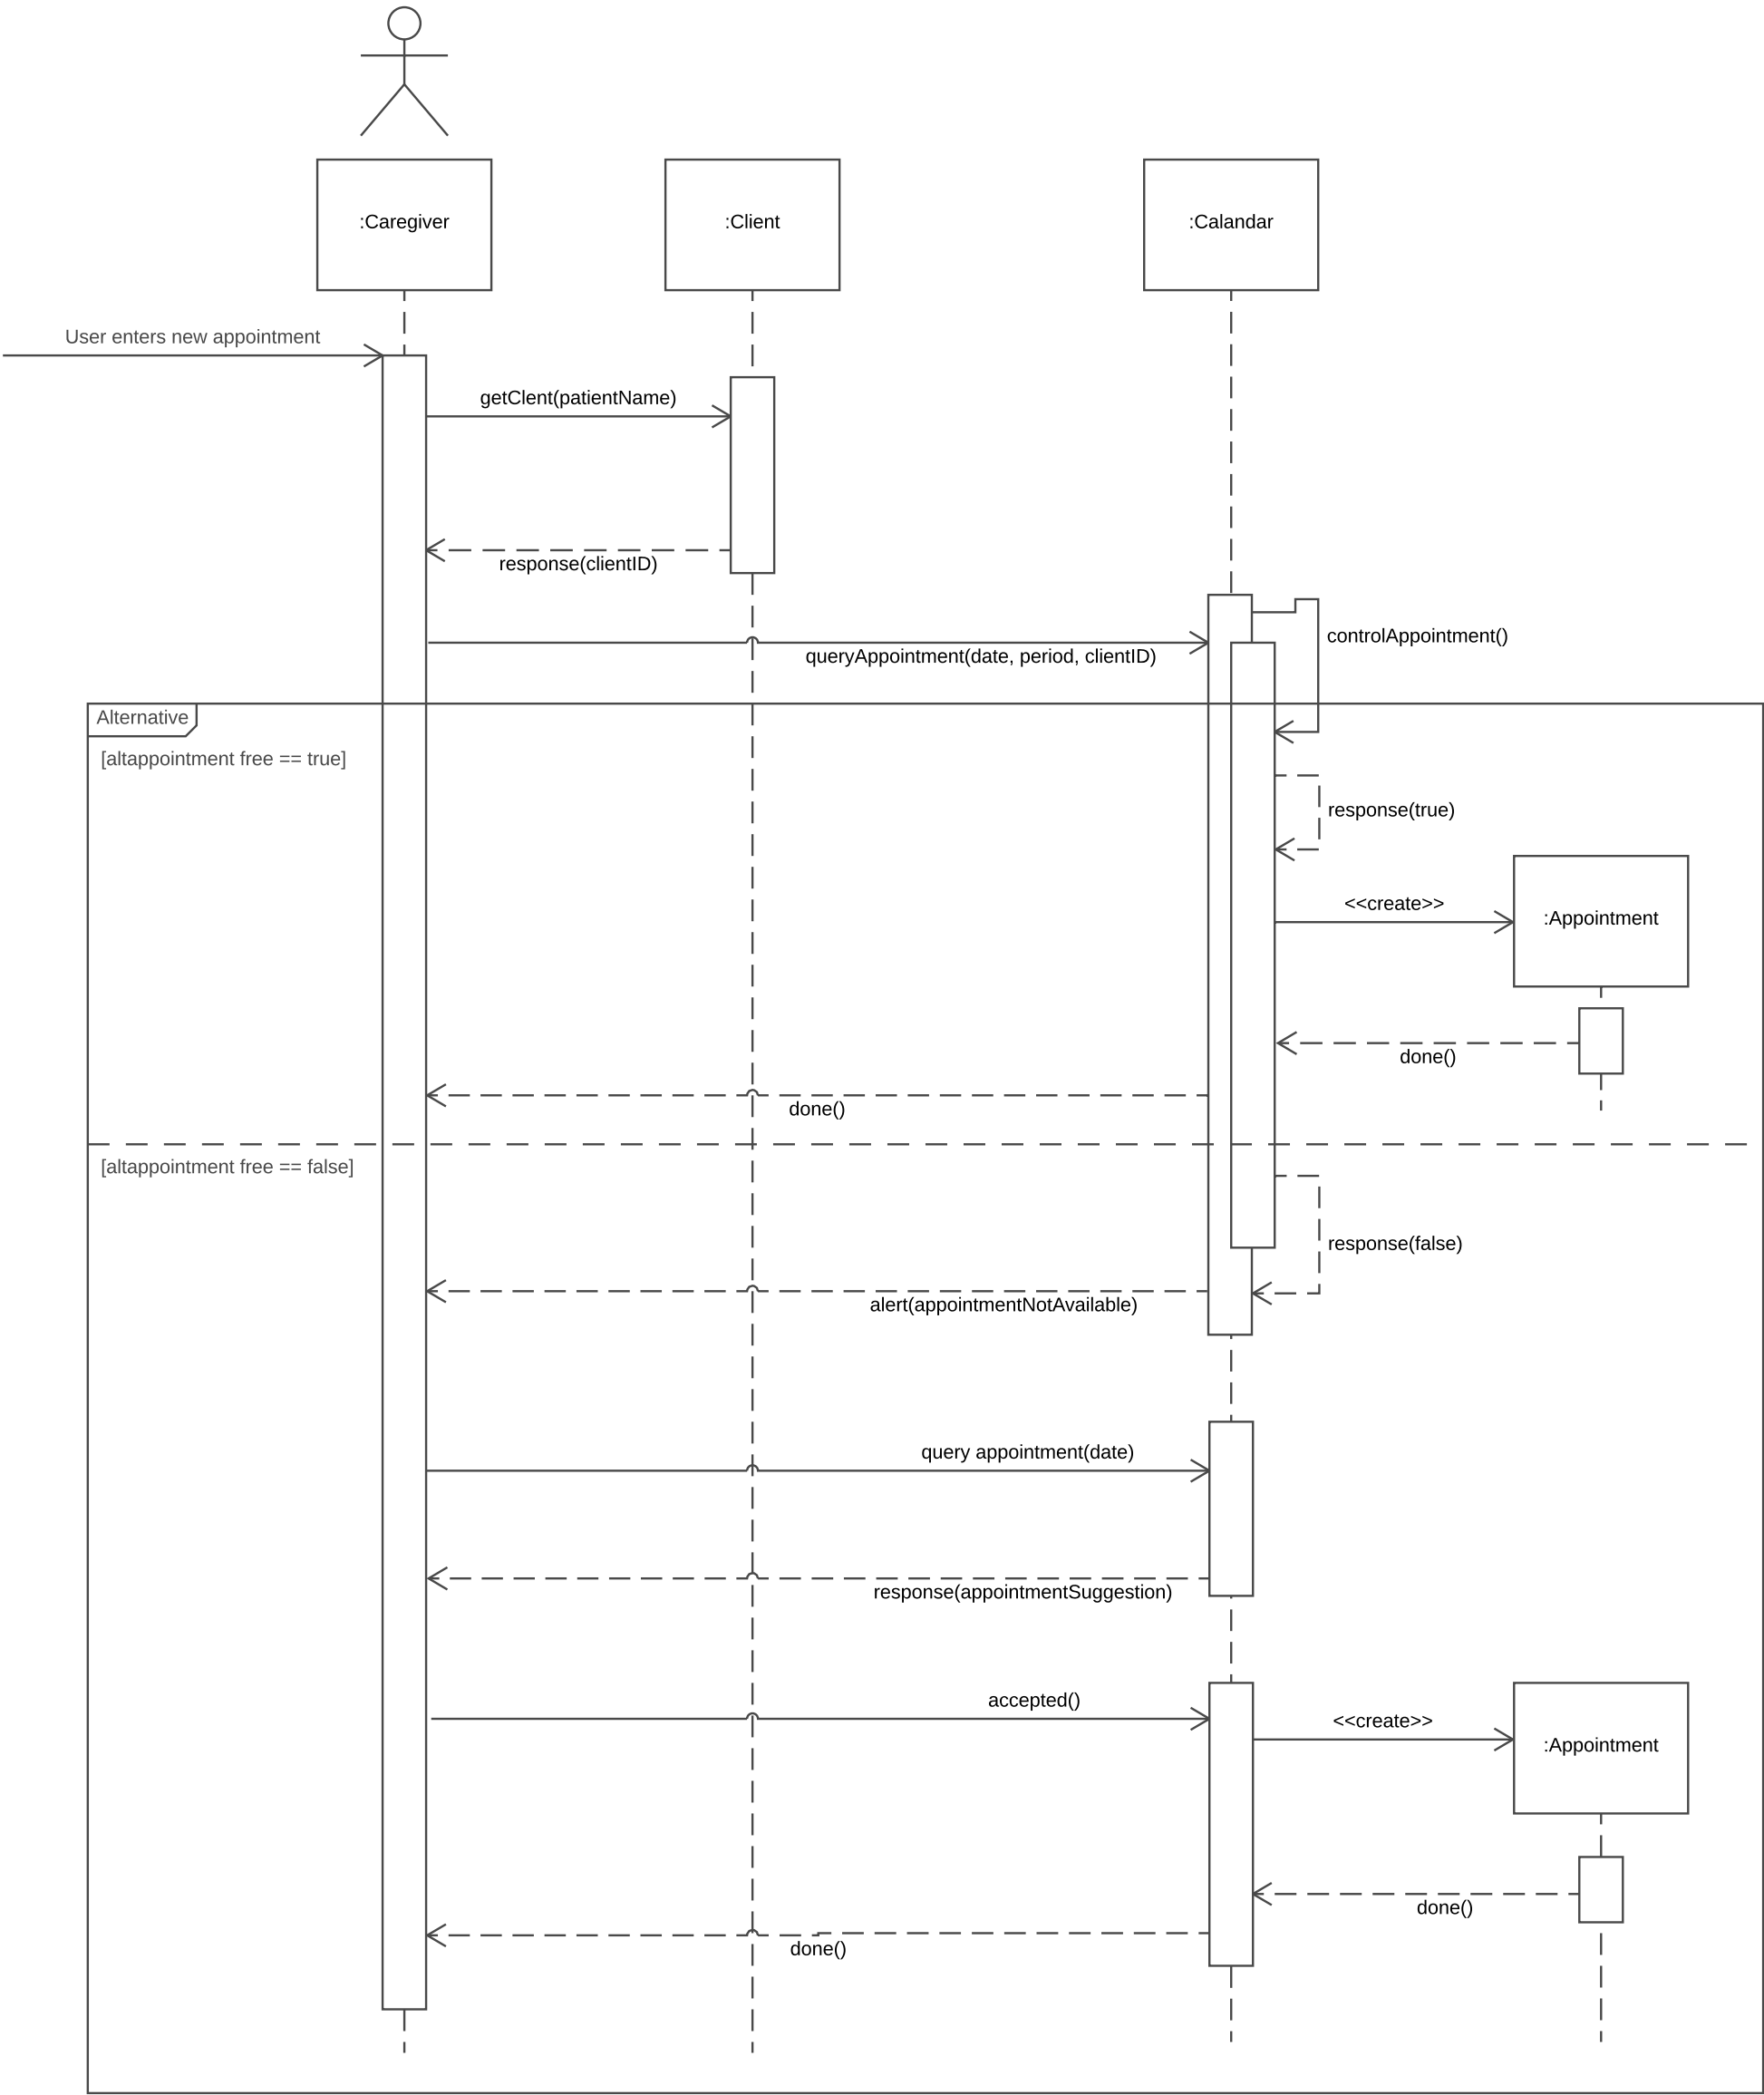 :Caregiver
:Client
:Calandar
User enters new appointment
getClent(patientName)
response(clientID)
controlAppointment()
queryAppointment(date, period, clientID)
Alternative
[altappointment free == true]
response(true)
<<create>>
:Appointment
done()
done()
[altappointment free == false]
response(false)
alert(appointmentNotAvailable)
query appointment(date)
response(appointmentSuggestion)
accepted()
<<create>>
:Appointment
done()
done()